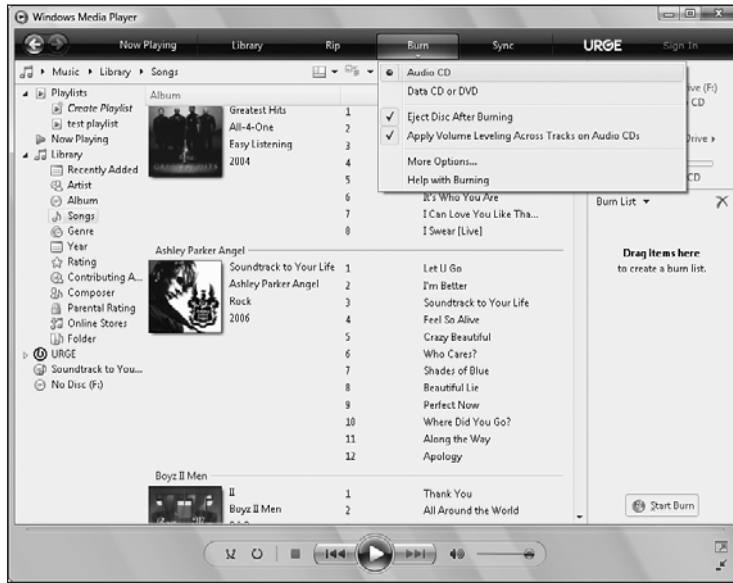 Windows Media Player
Now Playing Library Rip Burn Sync URGE Sign In
Music ▸ Library ▸ Songs
Playlists
Create Playlist
test playlist
Now Playing
Library
Recently Added
Artist
Album
Songs
Genre
Year
Rating
Contributing A...
Composer
Parental Rating
Online Stores
Folder
URGE
Soundtrack to You...
No Disc (F:)
Album
Greatest Hits
All-4-One
Easy Listening
2004
1
2
3
4
5
6 It's Who You Are
7 I Can Love You Like Tha...
8 I Swear [Live]
Ashley Parker Angel
Soundtrack to Your Life
Ashley Parker Angel
Rock
2006
1 Let U Go
2 I'm Better
3 Soundtrack to Your Life
4 Feel So Alive
5 Crazy Beautiful
6 Who Cares?
7 Shades of Blue
8 Beautiful Lie
9 Perfect Now
10 Where Did You Go?
11 Along the Way
12 Apology
Boyz II Men
II
Boyz II Men
1 Thank You
2 All Around the World
Audio CD
Data CD or DVD
Eject Disc After Burning
Apply Volume Leveling Across Tracks on Audio CDs
More Options...
Help with Burning
(F:)
CD
Drive
CD
Burn List
Drag Items here
to create a burn list.
Start Burn